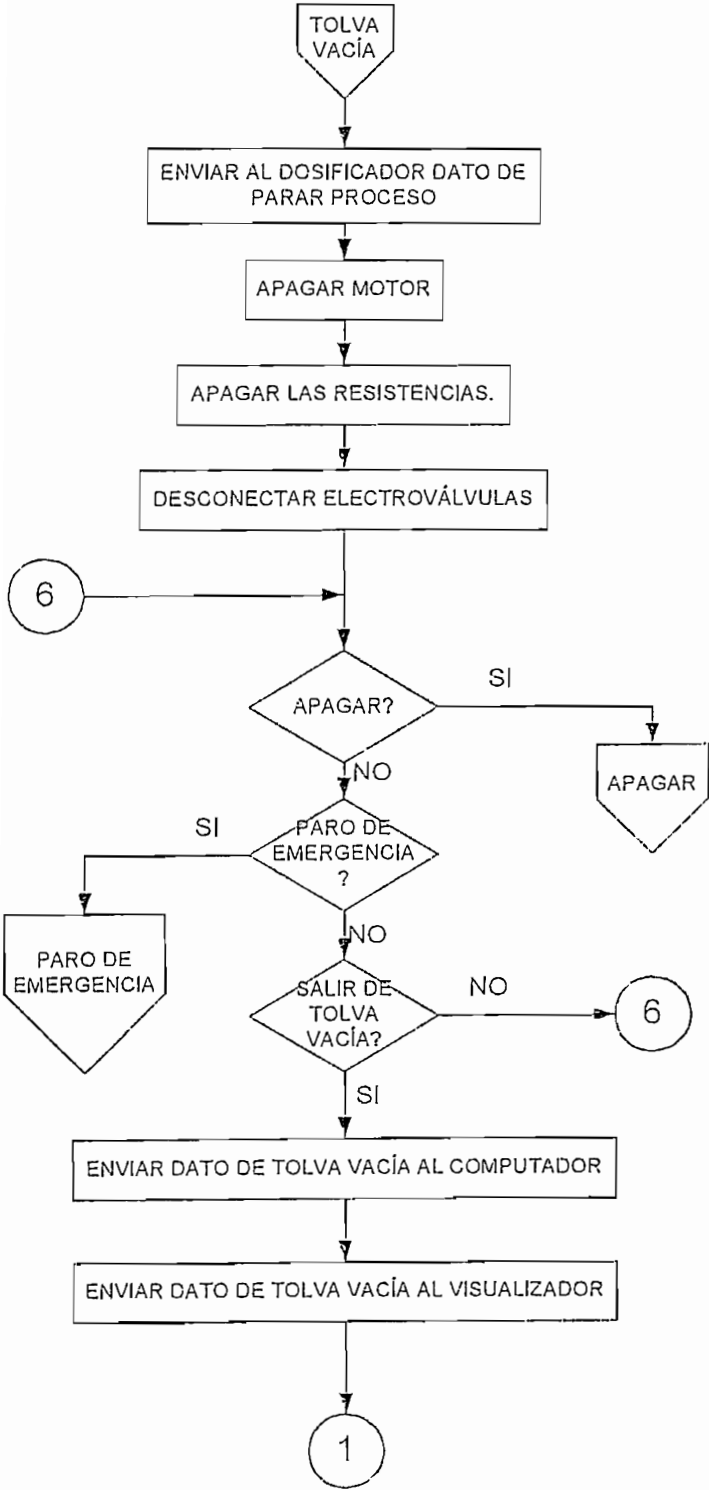 TOLVA
VACÍA
ENVIAR AL DOSIFICADOR DATO DE
PARAR PROCESO
APAGAR MOTOR
APAGAR LAS RESISTENCIAS.
DESCONECTAR ELECTROVÁLVULAS
6
APAGAR?
SI
APAGAR
NO
PARO DE
EMERGENCIA
?
SI
PARO DE
EMERGENCIA
NO
SALIR DE
TOLVA
VACÍA?
NO
6
SI
ENVIAR DATO DE TOLVA VACÍA AL COMPUTADOR
ENVIAR DATO DE TOLVA VACÍA AL VISUALIZADOR
1